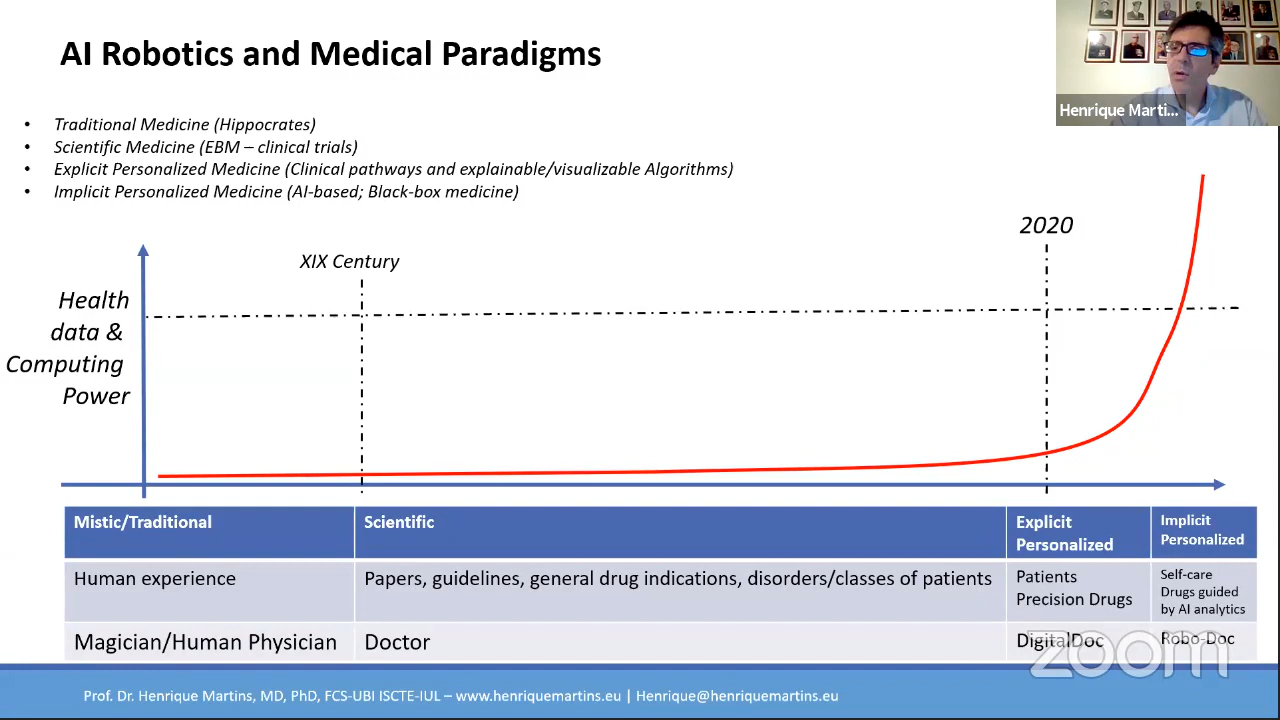 AI Robotics and Medical Paradigms
Henrique Marti...
• Traditional Medicine (Hippocrates)
• Scientific Medicine (EBM – clinical trials)
• Explicit Personalized Medicine (Clinical pathways and explainable/visualizable Algorithms)
• Implicit Personalized Medicine (AI-based; Black-box medicine)
2020
XIX Century
Health
data &
Computing
Power
Mistic/Traditional
Scientific
Explicit
Personalized
Implicit
Personalized
Human experience
Papers, guidelines, general drug indications, disorders/classes of patients
Patients
Precision Drugs
Self-care
Drugs guided
by AI analytics
Magician/Human Physician
Doctor
DigitalDoc
Robo-Doc
zoom
Prof. Dr. Henrique Martins, MD, PhD, FCS-UBI ISCTE-IUL – www.henriquemartins.eu | Henrique@henriquemartins.eu